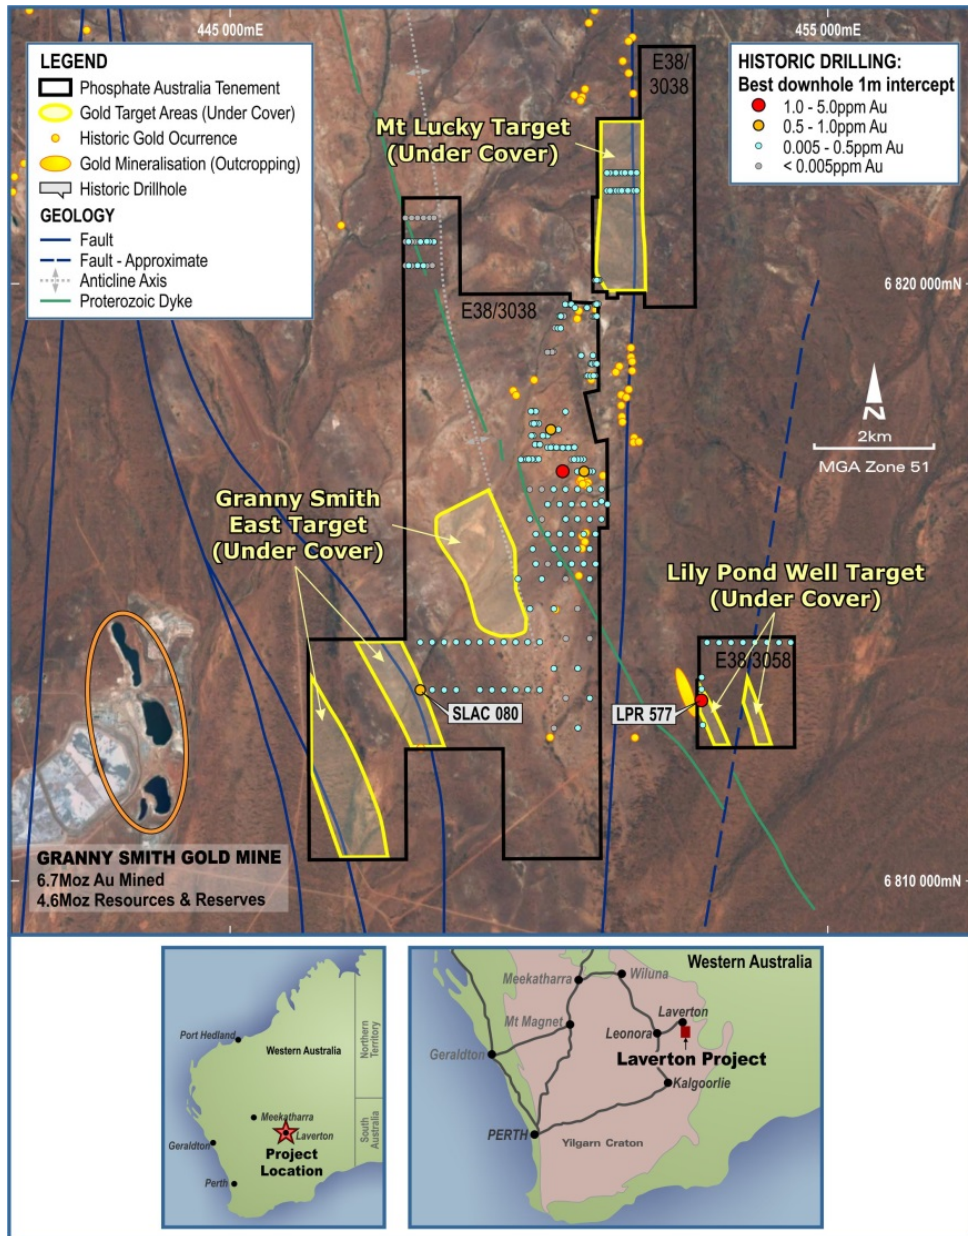 445 000mE
455 000mE
LEGEND
Phosphate Australia Tenement
Gold Target Areas (Under Cover)
Historic Gold Ocurrence
Gold Mineralisation (Outcropping)
Historic Drillhole
GEOLOGY
Fault
Fault - Approximate
Anticline Axis
Proterozoic Dyke
HISTORIC DRILLING:
Best downhole 1m intercept
1.0 - 5.0ppm Au
0.5 - 1.0ppm Au
0.005 - 0.5ppm Au
< 0.005ppm Au
E38/
3038
Mt Lucky Target
(Under Cover)
6 820 000mN
E38/3038
N
2km
MGA Zone 51
Granny Smith
East Target
(Under Cover)
Lily Pond Well Target
(Under Cover)
E38/3058
SLAC 080
LPR 577
GRANNY SMITH GOLD MINE
6.7Moz Au Mined
4.6Moz Resources & Reserves
6 810 000mN
Port Hedland
Western Australia
Northern
Territory
South
Australia
Meekatharra
Laverton
Geraldton
Project
Location
Perth
Western Australia
Meekatharra
Wiluna
Mt Magnet
Laverton
Leonora
Geraldton
Laverton Project
Kalgoorlie
PERTH
Yilgarn Craton